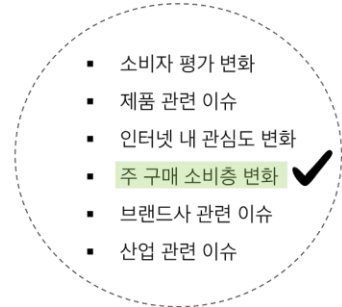 ▪ 소비자 평가 변화
▪ 제품 관련 이슈
▪ 인터넷 내 관심도 변화
▪ 주 구매 소비층 변화
▪ 브랜드사 관련 이슈
▪ 산업 관련 이슈